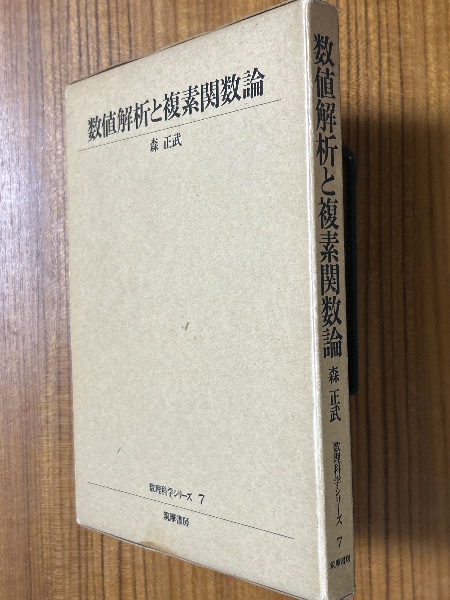 数値解析と複素関数論
森 正武
数理科学シリーズ 7
筑摩書房
数値解析と複素関数論
森 正武
数理科学シリーズ 7
筑摩書房